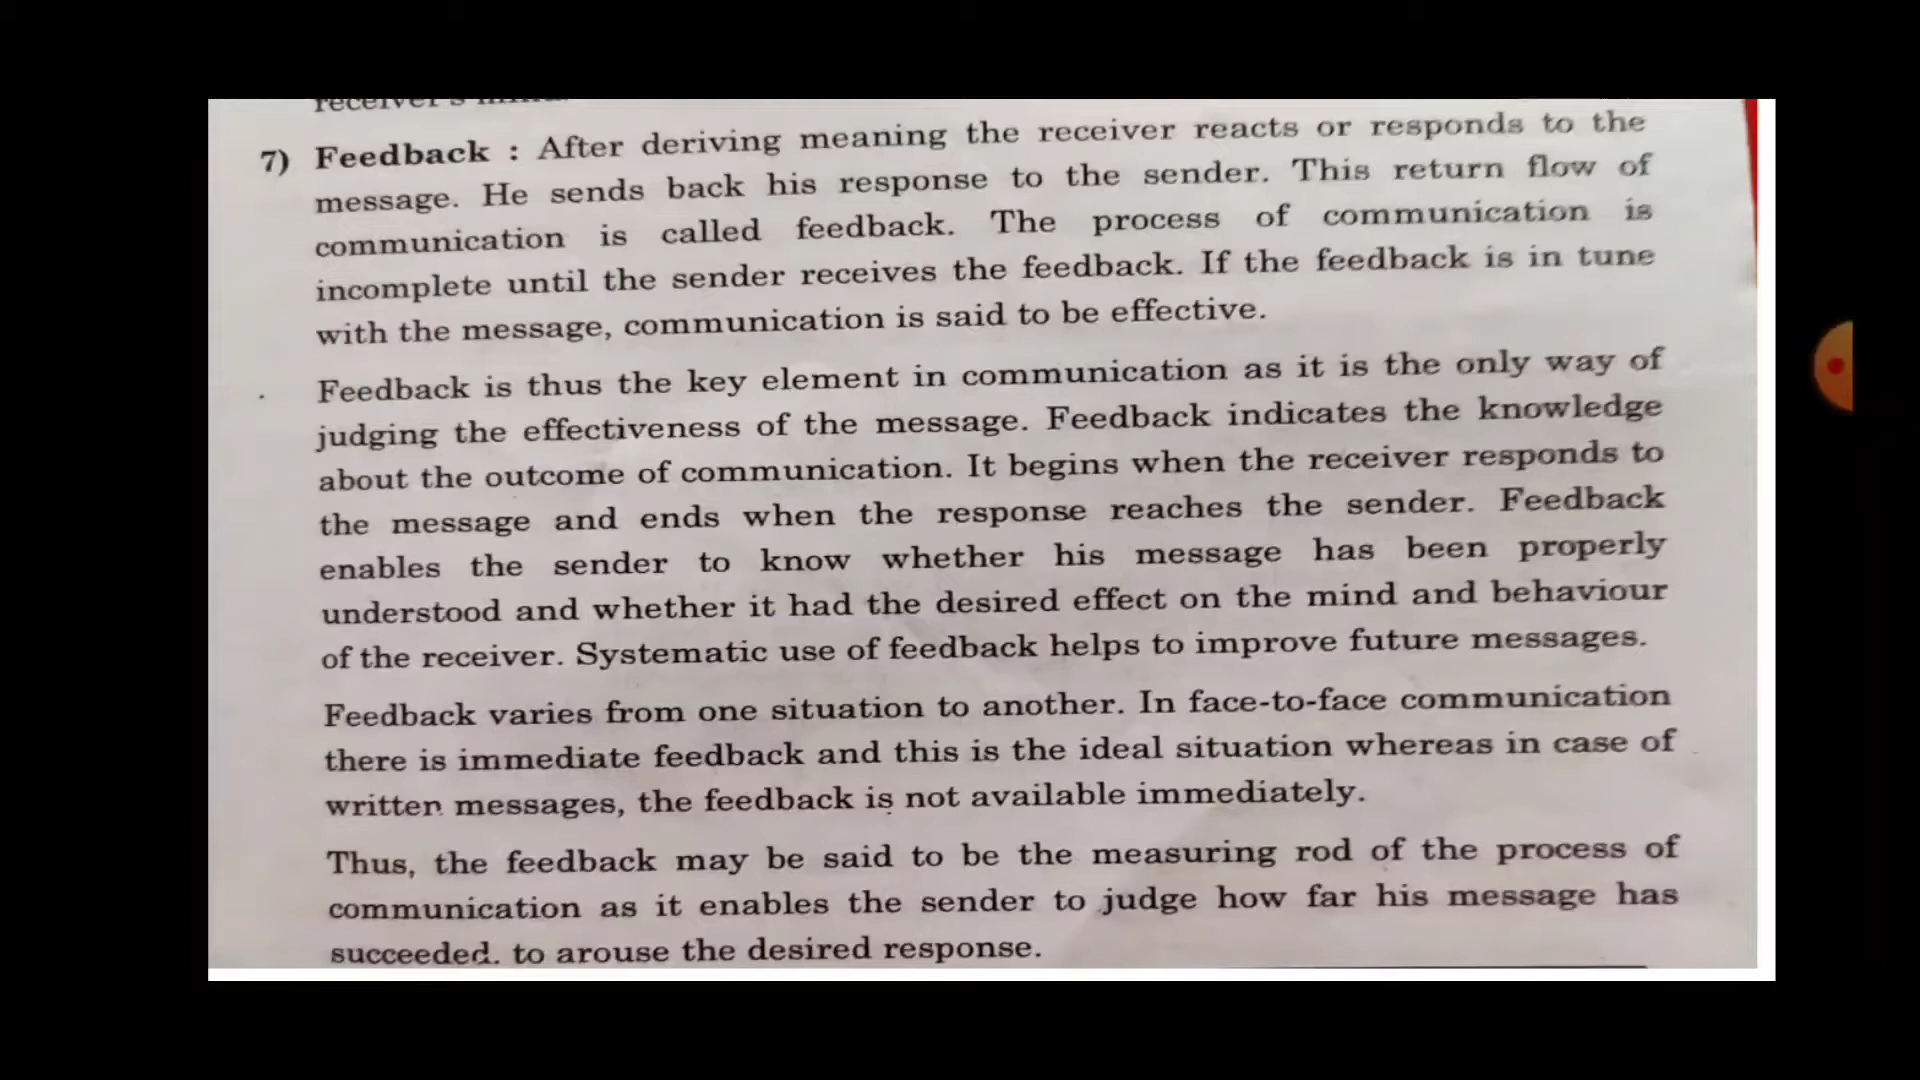 7) Feedback : After deriving meaning the receiver reacts or responds to the
message. He sends back his response to the sender. This return flow of
communication is called feedback. The process of communication is
incomplete until the sender receives the feedback. If the feedback is in tune
with the message, communication is said to be effective.
Feedback is thus the key element in communication as it is the only way of
judging the effectiveness of the message. Feedback indicates the knowledge
about the outcome of communication. It begins when the receiver responds to
the message and ends when the response reaches the sender. Feedback
enables the sender to know whether his message has been properly
understood and whether it had the desired effect on the mind and behaviour
of the receiver. Systematic use of feedback helps to improve future messages.
Feedback varies from one situation to another. In face-to-face communication
there is immediate feedback and this is the ideal situation whereas in case of
written messages, the feedback is not available immediately.
Thus, the feedback may be said to be the measuring rod of the process of
communication as it enables the sender to judge how far his message has
succeeded. to arouse the desired response.